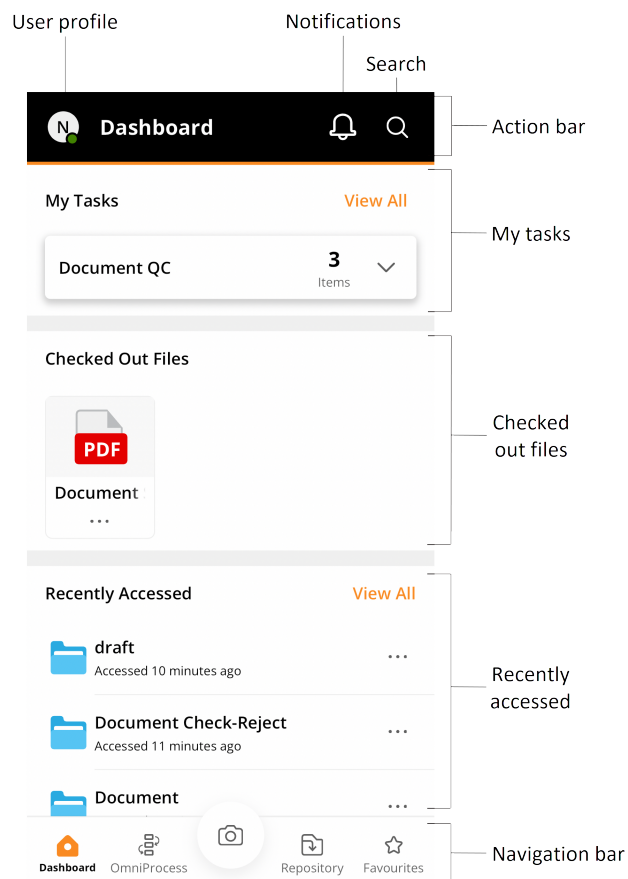 User profile
Notifications
Search
N
Dashboard
Action bar
My Tasks
View All
My tasks
Document QC
3
Items
Checked Out Files
Checked
out files
PDF
Document
Recently Accessed
View All
draft
Accessed 10 minutes ago
Recently
accessed
Document Check-Reject
Accessed 11 minutes ago
Document
Dashboard
OmniProcess
Repository
Favourites
Navigation bar